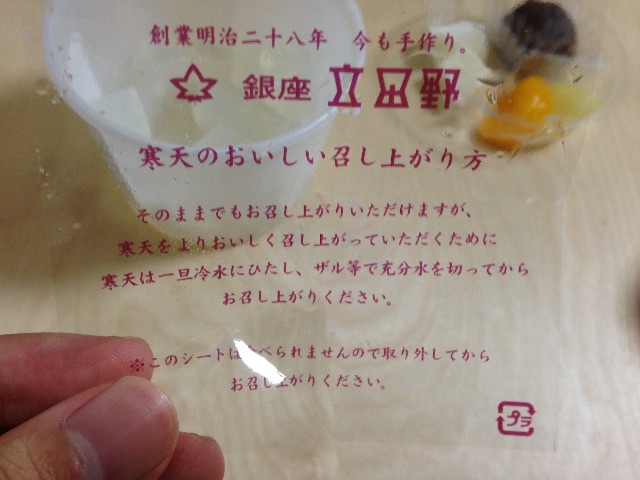 創業明治二十八年 今も手作り。
銀座 立田野
寒天のおいしい召し上がり方
そのままでもお召し上がりいただけますが、
寒天をよりおいしく召し上がっていただくために
寒天は一旦冷水にひたし、ザル等で充分水を切ってから
お召し上がりください。
※このシートは食べられませんので取り外してから
お召し上がりください。
プラ